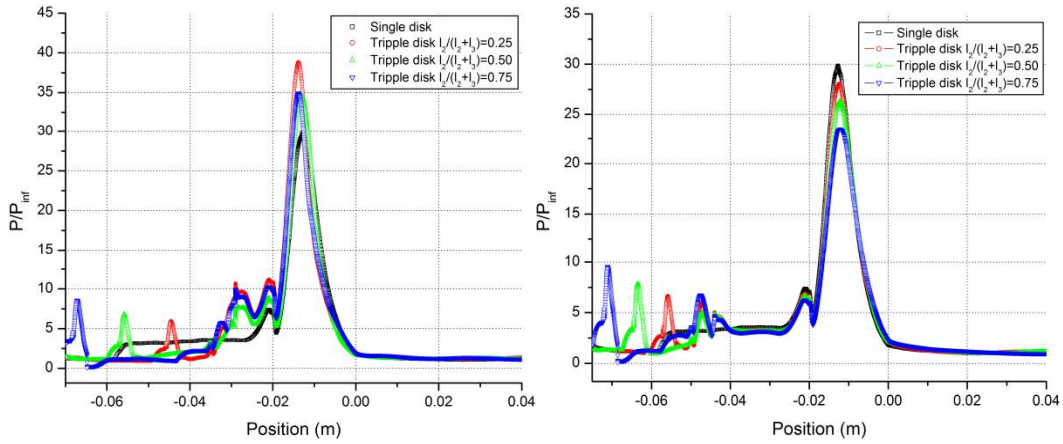 45
40
35
30
25
20
15
10
5
0
P/P_inf
Single disk
Tripple disk l₂/(l₂+l₃)=0.25
Tripple disk l₂/(l₂+l₃)=0.50
Tripple disk l₂/(l₂+l₃)=0.75
-0.06 -0.04 -0.02 0.00 0.02 0.04
Position (m)
35
30
25
20
15
10
5
0
P/P_inf
Single disk
Tripple disk l₂/(l₂+l₃)=0.25
Tripple disk l₂/(l₂+l₃)=0.50
Tripple disk l₂/(l₂+l₃)=0.75
-0.06 -0.04 -0.02 0.00 0.02 0.04
Position (m)